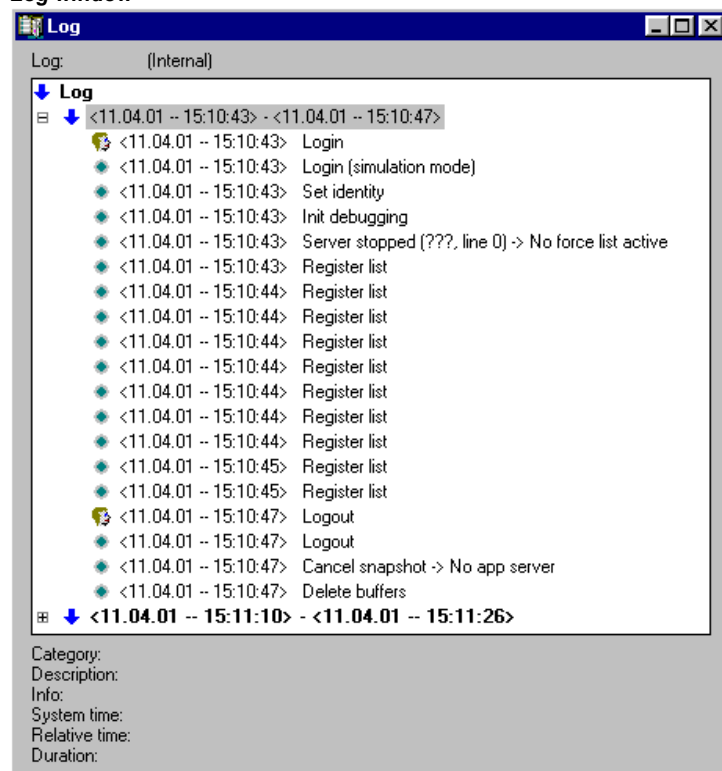 Log window
Log
Log: (Internal)
Log
<11.04.01 -- 15:10:43> - <11.04.01 -- 15:10:47>
<11.04.01 -- 15:10:43> Login
<11.04.01 -- 15:10:43> Login (simulation mode)
<11.04.01 -- 15:10:43> Set identity
<11.04.01 -- 15:10:43> Init debugging
<11.04.01 -- 15:10:43> Server stopped (???, line 0) -> No force list active
<11.04.01 -- 15:10:43> Register list
<11.04.01 -- 15:10:44> Register list
<11.04.01 -- 15:10:44> Register list
<11.04.01 -- 15:10:44> Register list
<11.04.01 -- 15:10:44> Register list
<11.04.01 -- 15:10:44> Register list
<11.04.01 -- 15:10:44> Register list
<11.04.01 -- 15:10:44> Register list
<11.04.01 -- 15:10:45> Register list
<11.04.01 -- 15:10:45> Register list
<11.04.01 -- 15:10:47> Logout
<11.04.01 -- 15:10:47> Logout
<11.04.01 -- 15:10:47> Cancel snapshot -> No app server
<11.04.01 -- 15:10:47> Delete buffers
<11.04.01 -- 15:11:10> - <11.04.01 -- 15:11:26>
Category:
Description:
Info:
System time:
Relative time:
Duration: